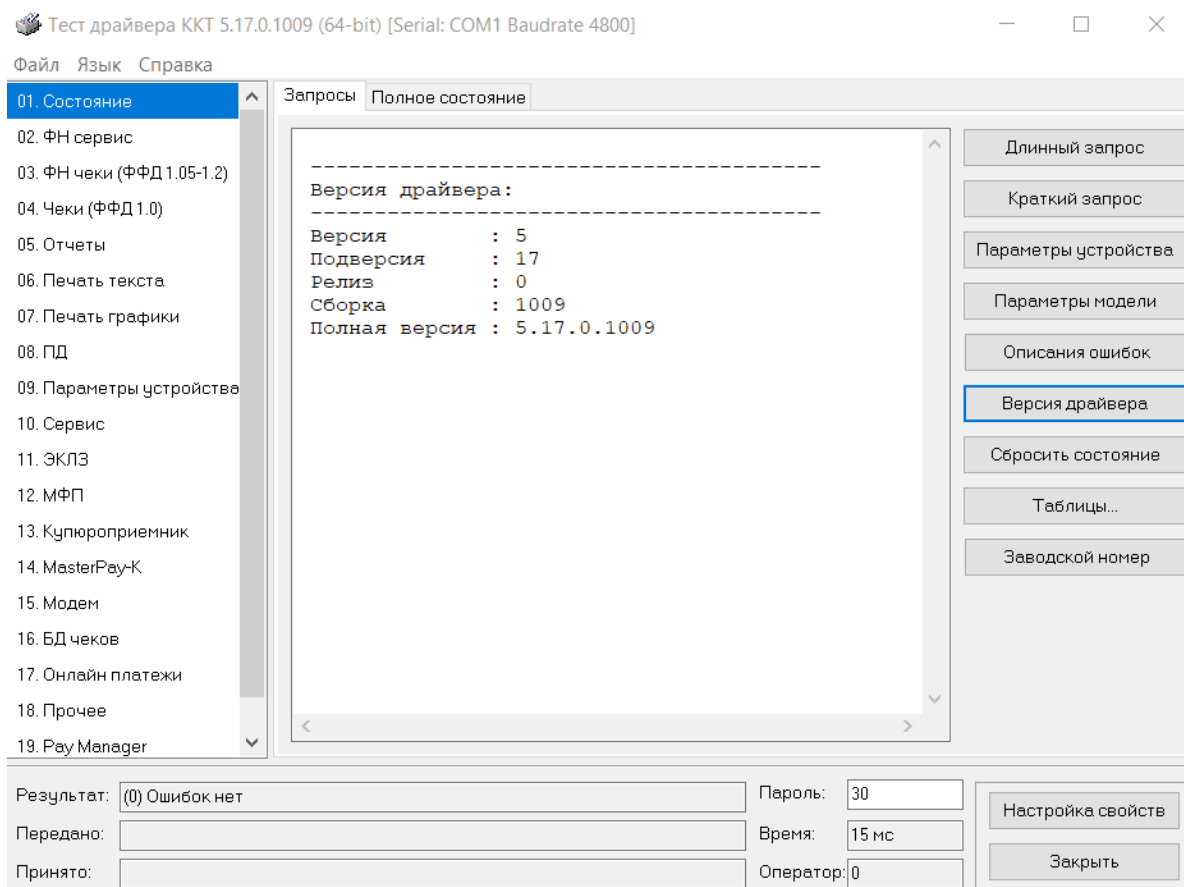 Тест драйвера ККТ 5.17.0.1009 (64-bit) [Serial: COM1 Baudrate 4800]
Файл Язык Справка
01. Состояние
02. ФН сервис
03. ФН чеки (ФФД 1.05-1.2)
04. Чеки (ФФД 1.0)
05. Отчеты
06. Печать текста
07. Печать графики
08. ПД
09. Параметры устройства
10. Сервис
11. ЭКЛЗ
12. МФП
13. Купюроприемник
14. MasterPay-K
15. Модем
16. БД чеков
17. Онлайн платежи
18. Прочее
19. Pay Manager
Запросы Полное состояние
----------------------------------------
Версия драйвера:
----------------------------------------
Версия : 5
Подверсия : 17
Релиз : 0
Сборка : 1009
Полная версия : 5.17.0.1009
Длинный запрос
Краткий запрос
Параметры устройства
Параметры модели
Описания ошибок
Версия драйвера
Сбросить состояние
Таблицы...
Заводской номер
Результат: (0) Ошибок нет
Передано:
Принято:
Пароль: 30
Время: 15 мс
Оператор: 0
Настройка свойств
Закрыть